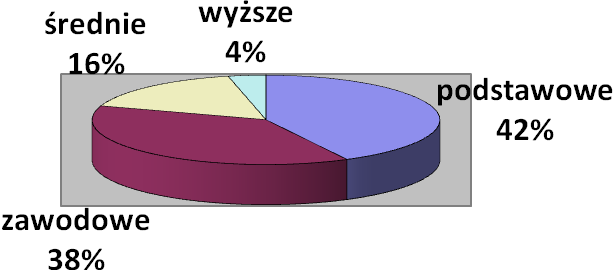 średnie
16%
wyższe
4%
podstawowe
42%
zawodowe
38%